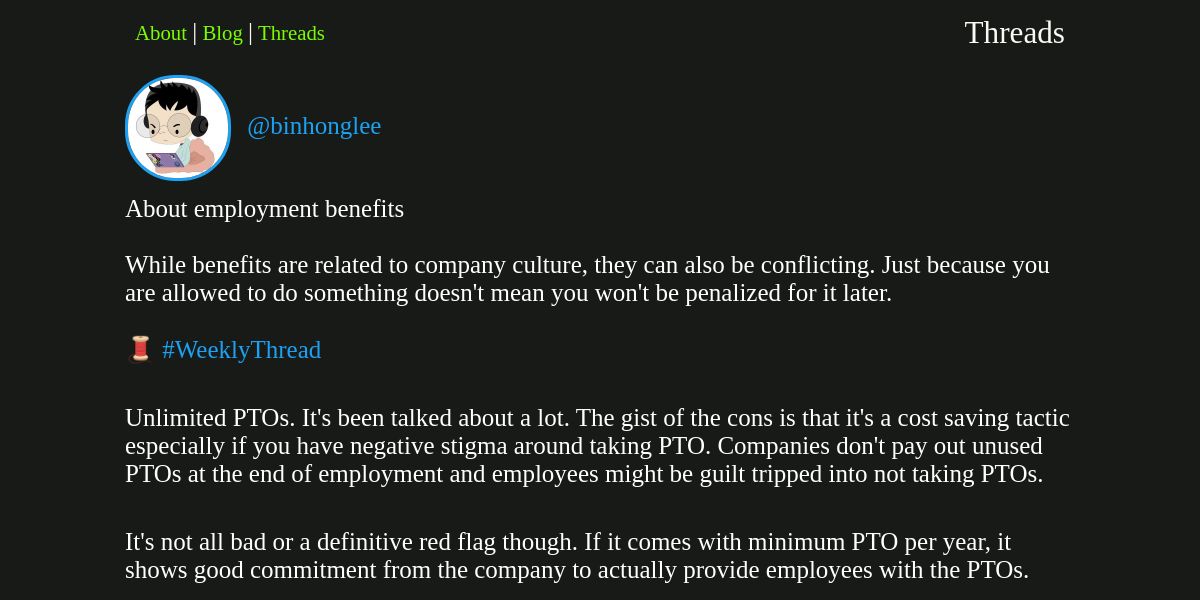 About | Blog | Threads
Threads
@binhonglee
About employment benefits
While benefits are related to company culture, they can also be conflicting. Just because you
are allowed to do something doesn't mean you won't be penalized for it later.
🧵 #WeeklyThread
Unlimited PTOs. It's been talked about a lot. The gist of the cons is that it's a cost saving tactic
especially if you have negative stigma around taking PTO. Companies don't pay out unused
PTOs at the end of employment and employees might be guilt tripped into not taking PTOs.
It's not all bad or a definitive red flag though. If it comes with minimum PTO per year, it
shows good commitment from the company to actually provide employees with the PTOs.